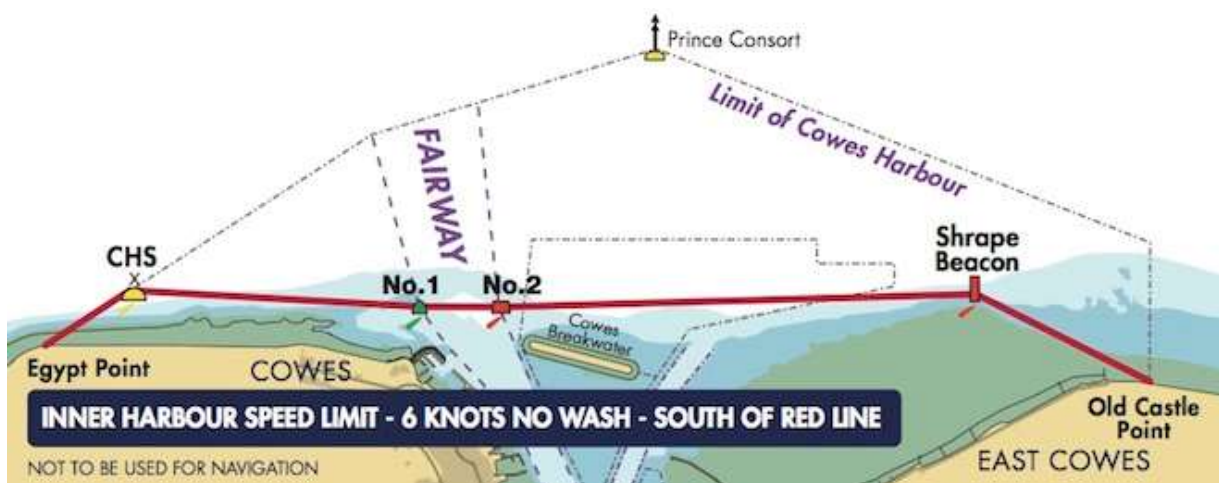 Prince Consort
Limit of Cowes Harbour
FAIRWAY
CHS
No.1
No.2
Shrape
Beacon
Cowes
Breakwater
Egypt Point
COWES
INNER HARBOUR SPEED LIMIT - 6 KNOTS NO WASH - SOUTH OF RED LINE
Old Castle
Point
EAST COWES
NOT TO BE USED FOR NAVIGATION